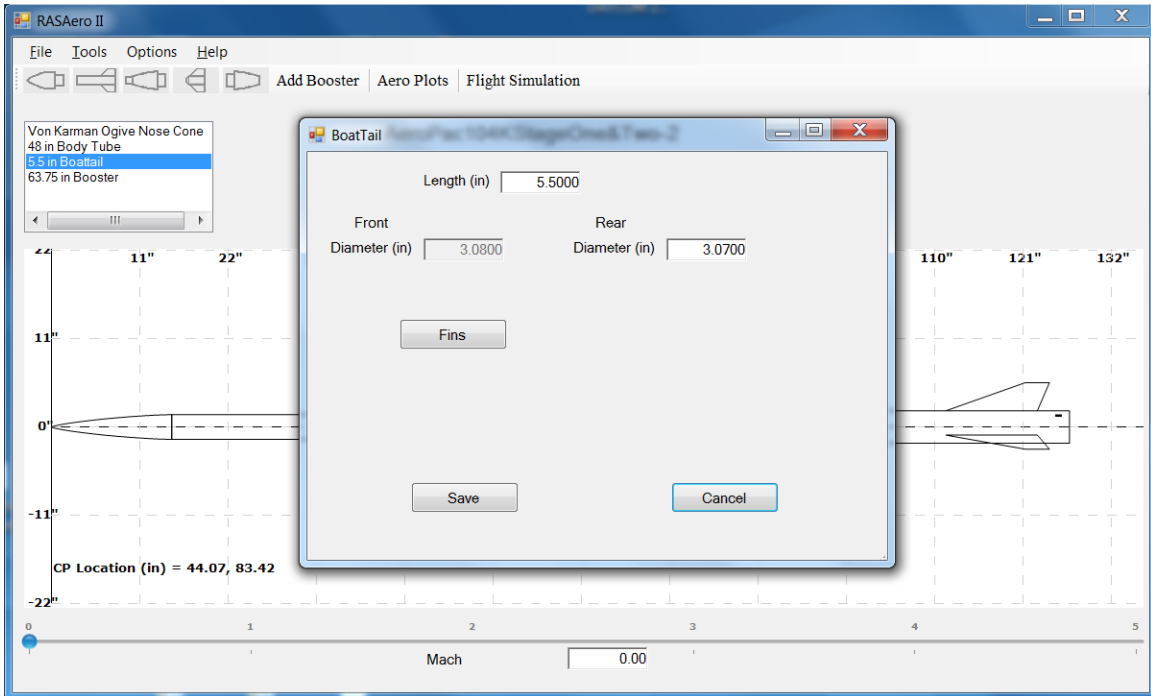 RASAero II
File Tools Options Help
Add Booster Aero Plots Flight Simulation
Von Karman Ogive Nose Cone
48 in Body Tube
5.5 in Boattail
63.75 in Booster
BoatTail
AeroPac104KStageOne&Two-2
Length (in) 5.5000
Front Rear
Diameter (in) 3.0800 Diameter (in) 3.0700
Fins
Save Cancel
22 11" 22" 110" 121" 132"
11"
0"
-11"
CP Location (in) = 44.07, 83.42
-22"
0 1 2 3 4 5
Mach 0.00